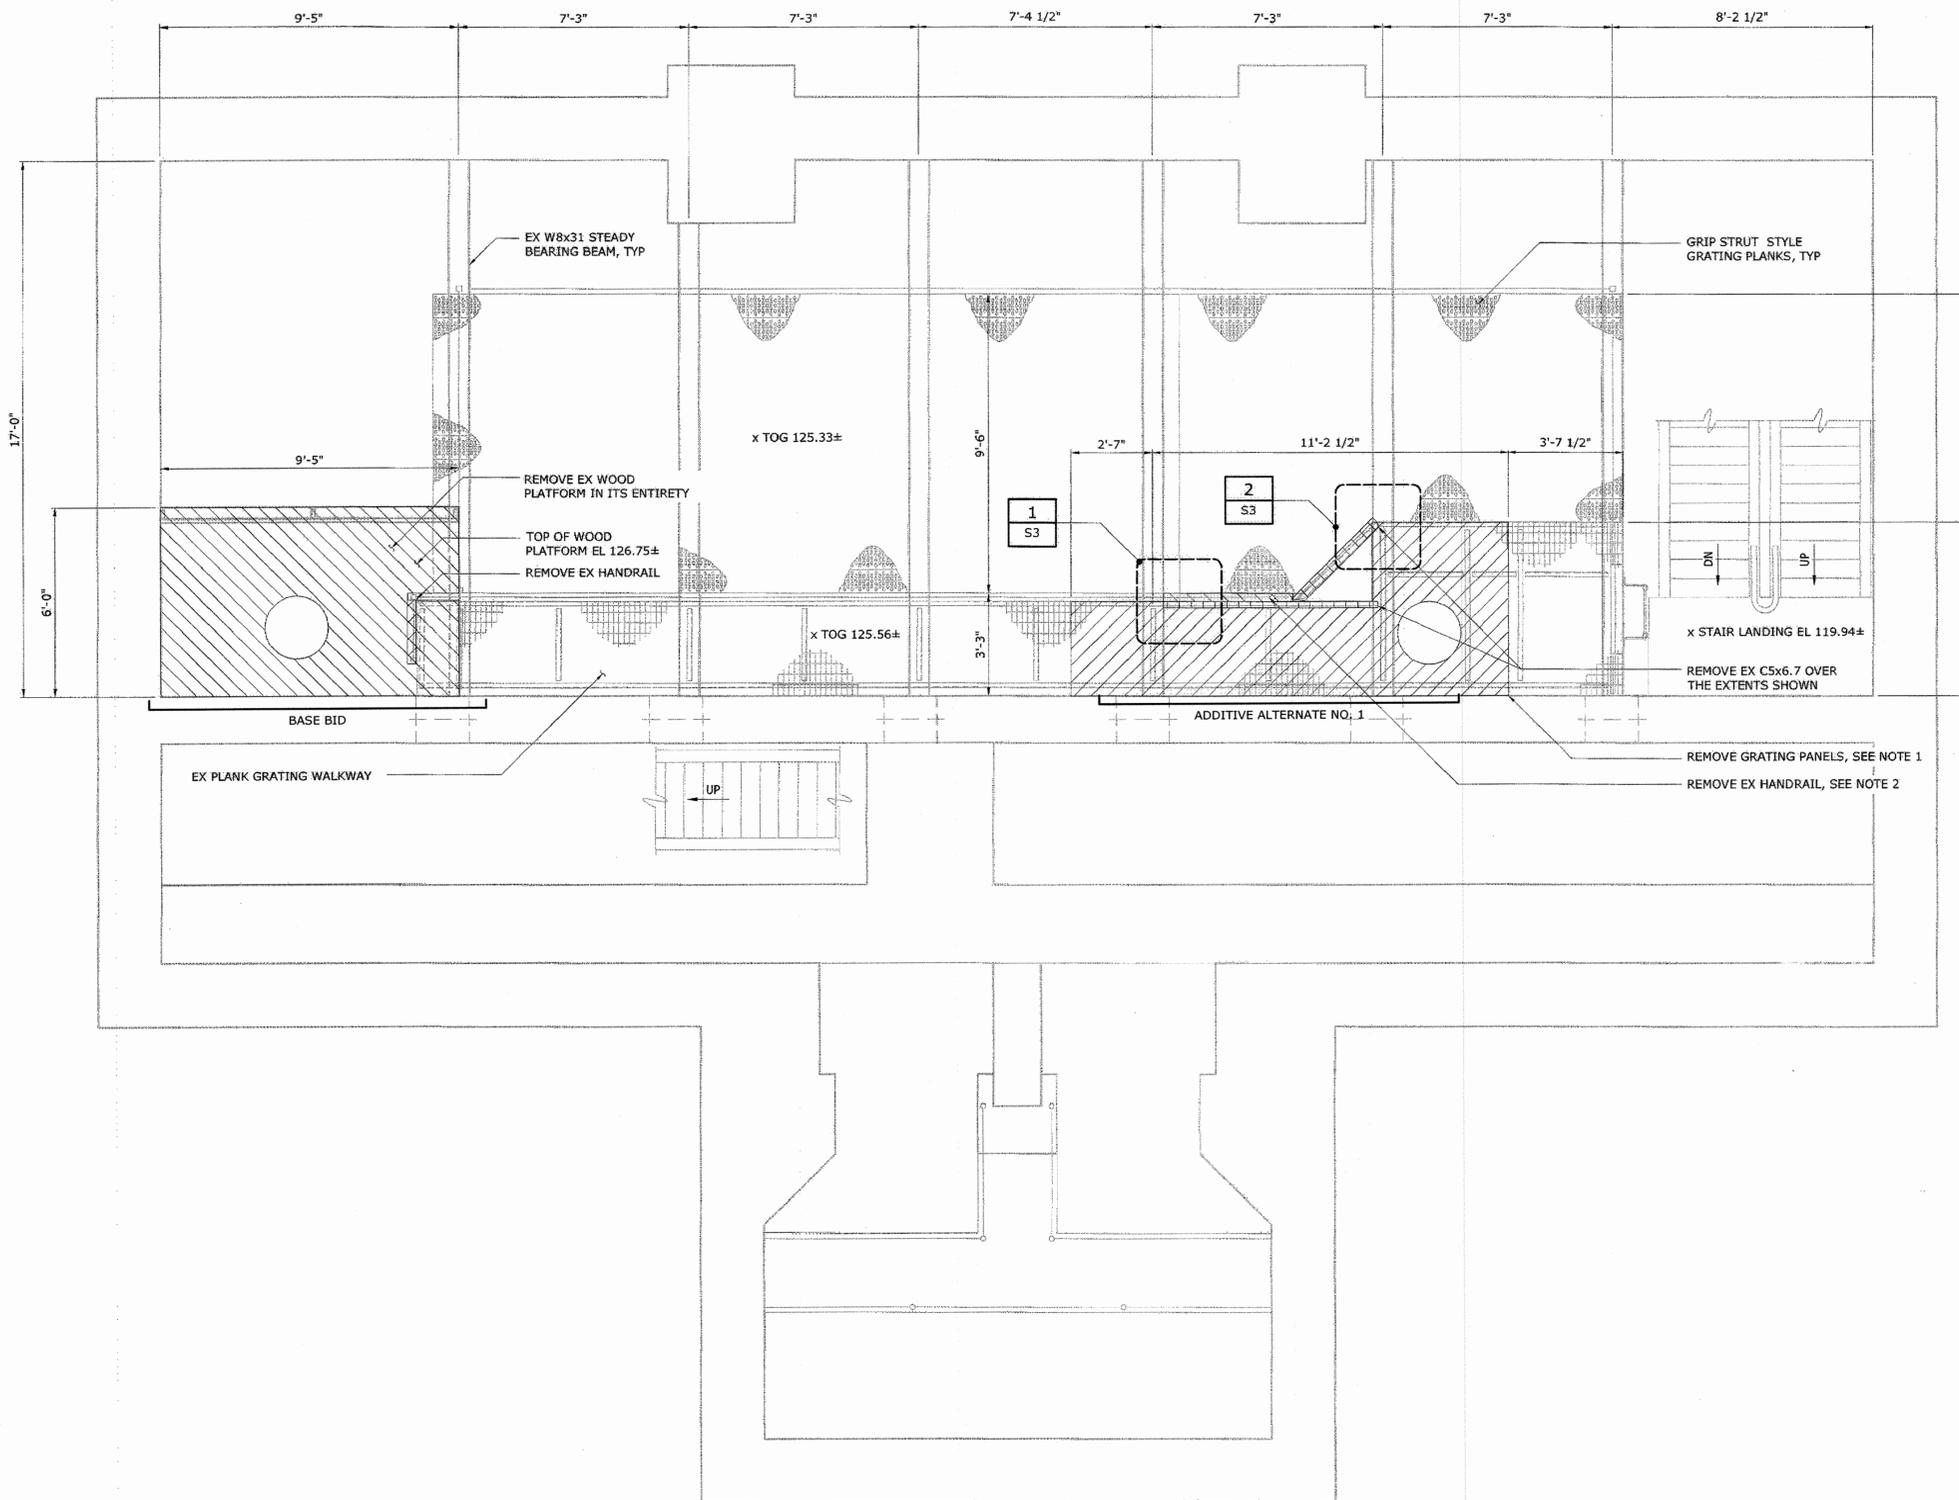 9'-5"
7'-3"
7'-3"
7'-4 1/2"
7'-3"
7'-3"
8'-2 1/2"
EX W8x31 STEADY
BEARING BEAM, TYP
GRIP STRUT STYLE
GRATING PLANKS, TYP
17'-0"
x TOG 125.33±
9'-6"
2'-7"
11'-2 1/2"
3'-7 1/2"
9'-5"
REMOVE EX WOOD
PLATFORM IN ITS ENTIRETY
1
S3
2
S3
TOP OF WOOD
PLATFORM EL 126.75±
REMOVE EX HANDRAIL
DN
UP
6'-0"
x TOG 125.56±
3'-3"
x STAIR LANDING EL 119.94±
REMOVE EX C5x6.7 OVER
THE EXTENTS SHOWN
BASE BID
ADDITIVE ALTERNATE NO. 1
REMOVE GRATING PANELS, SEE NOTE 1
EX PLANK GRATING WALKWAY
UP
REMOVE EX HANDRAIL, SEE NOTE 2